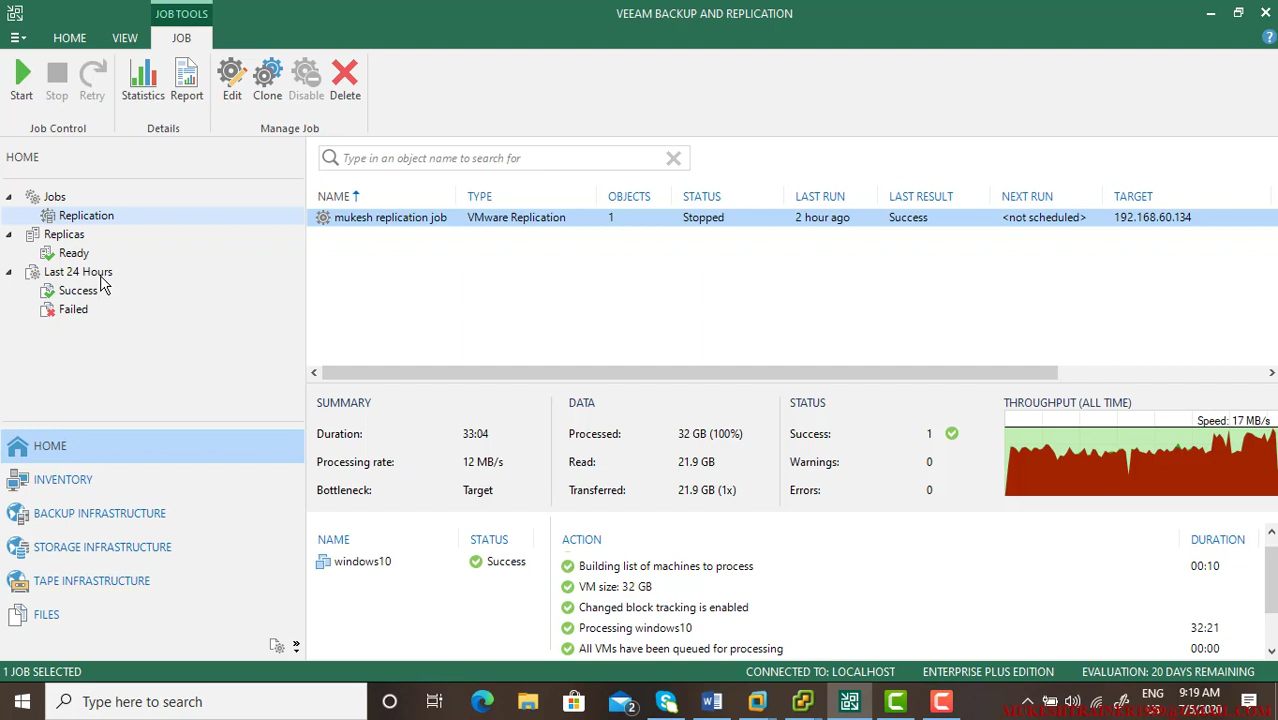 JOB TOOLS
VEEAM BACKUP AND REPLICATION
HOME VIEW JOB
Start Stop Retry Statistics Report Edit Clone Disable Delete
Job Control Details Manage Job
HOME
Type in an object name to search for
Jobs
Replication
Replicas
Ready
Last 24 Hours
Success
Failed
NAME TYPE OBJECTS STATUS LAST RUN LAST RESULT NEXT RUN TARGET
mukesh replication job VMware Replication 1 Stopped 2 hour ago Success <not scheduled> 192.168.60.134
SUMMARY DATA STATUS THROUGHPUT (ALL TIME)
Speed: 17 MB/s
Duration: 33:04 Processed: 32 GB (100%) Success: 1
Processing rate: 12 MB/s Read: 21.9 GB Warnings: 0
Bottleneck: Target Transferred: 21.9 GB (1x) Errors: 0
NAME STATUS ACTION DURATION
windows10 Success
Building list of machines to process 00:10
VM size: 32 GB
Changed block tracking is enabled
Processing windows10 32:21
All VMs have been queued for processing 00:00
HOME
INVENTORY
BACKUP INFRASTRUCTURE
STORAGE INFRASTRUCTURE
TAPE INFRASTRUCTURE
FILES
1 JOB SELECTED CONNECTED TO: LOCALHOST ENTERPRISE PLUS EDITION EVALUATION: 20 DAYS REMAINING
Type here to search
2
ENG
9:19 AM
7/5/2020